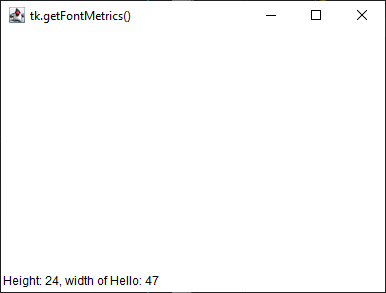 tk.getFontMetrics()
Height: 24, width of Hello: 47